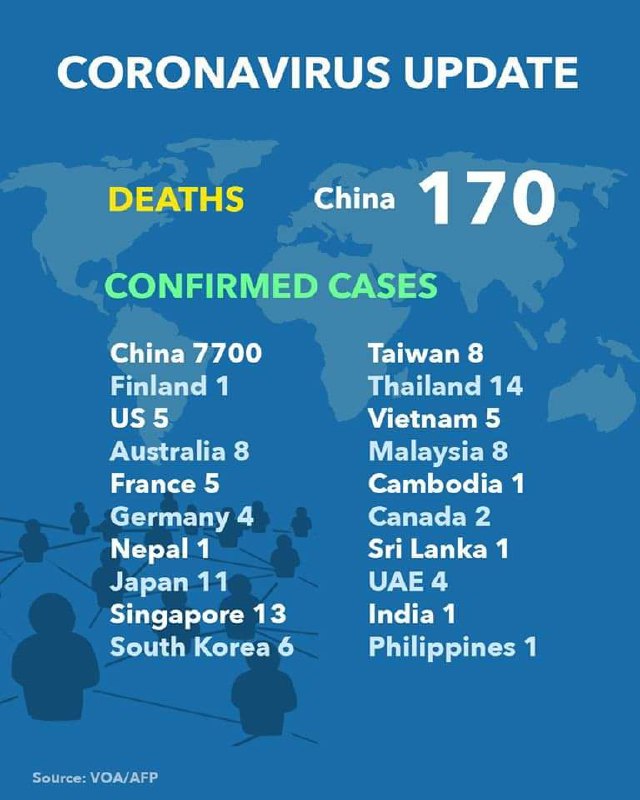 CORONAVIRUS UPDATE
DEATHS China 170
CONFIRMED CASES
China 7700
Finland 1
US 5
Australia 8
France 5
Germany 4
Nepal 1
Japan 11
Singapore 13
South Korea 6
Taiwan 8
Thailand 14
Vietnam 5
Malaysia 8
Cambodia 1
Canada 2
Sri Lanka 1
UAE 4
India 1
Philippines 1
Source: VOA/AFP